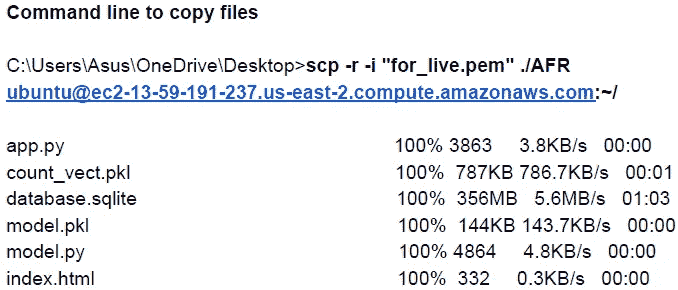 Command line to copy files
C:\Users\Asus\OneDrive\Desktop>scp -r -i "for_live.pem" ./AFR
ubuntu@ec2-13-59-191-237.us-east-2.compute.amazonaws.com:~/
app.py 100% 3863 3.8KB/s 00:00
count_vect.pkl 100% 787KB 786.7KB/s 00:01
database.sqlite 100% 356MB 5.6MB/s 01:03
model.pkl 100% 144KB 143.7KB/s 00:00
model.py 100% 4864 4.8KB/s 00:00
index.html 100% 332 0.3KB/s 00:00